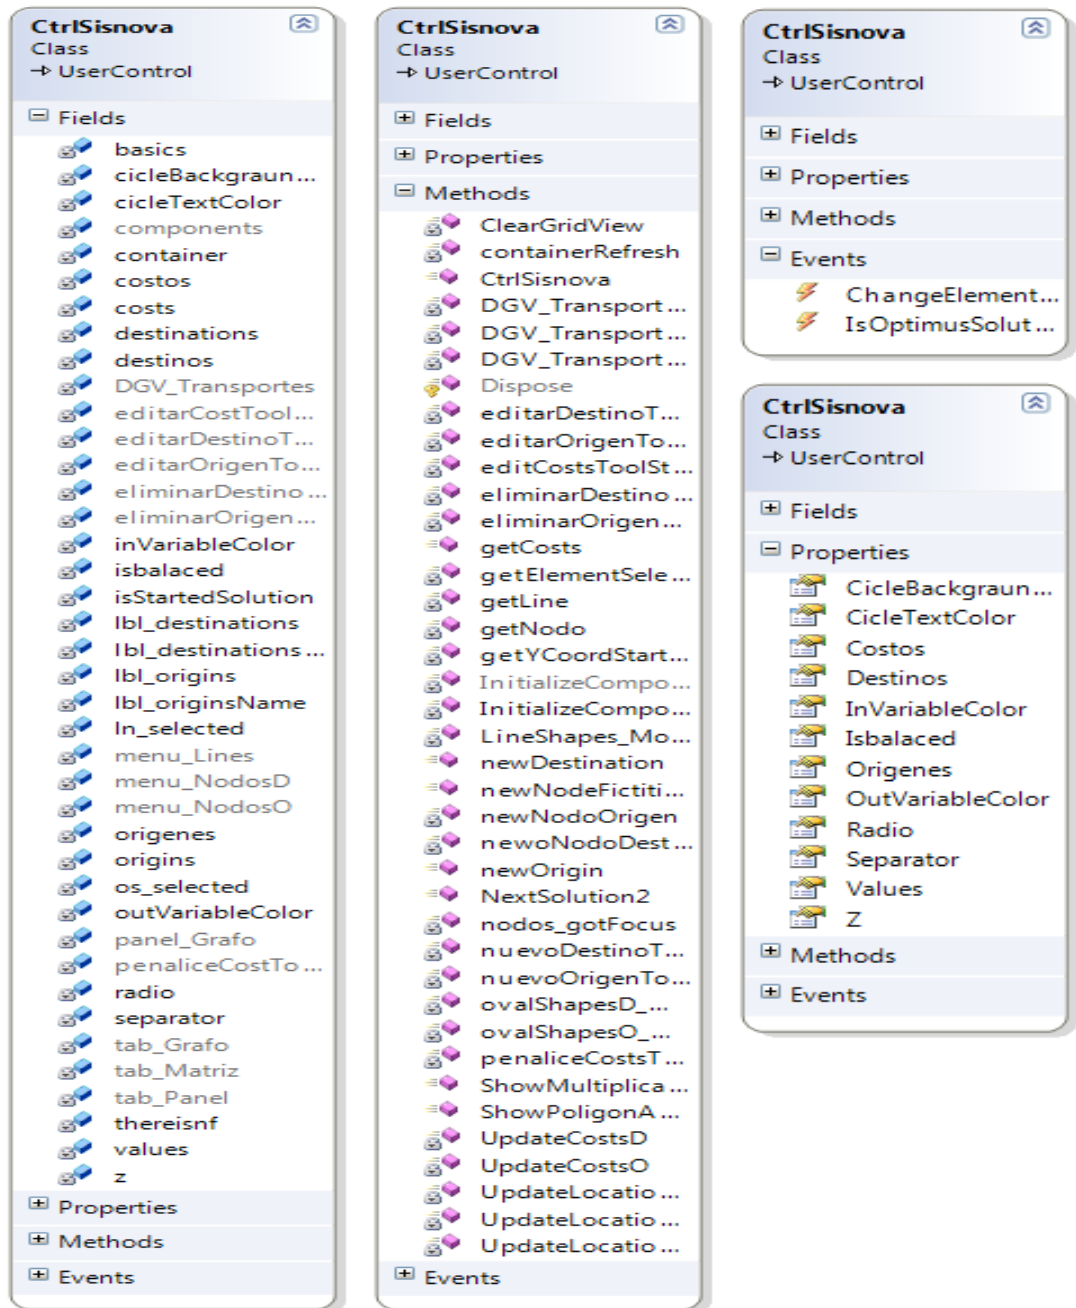 CtrlSisnova
Class
UserControl
Fields
basics
cicleBackgraun...
cicleTextColor
components
container
costos
costs
destinations
destinos
DGV_Transportes
editarCostTool...
editarDestinoT...
editarOrigenTo...
eliminarDestino...
eliminarOrigen...
inVariableColor
isbalaced
isStartedSolution
lbl_destinations
lbl_destinations...
lbl_origins
lbl_originsName
ln_selected
menu_Lines
menu_NodosD
menu_NodosO
origenes
origins
os_selected
outVariableColor
panel_Grafo
penaliceCostTo...
radio
separator
tab_Grafo
tab_Matriz
tab_Panel
thereisnf
values
z
Properties
Methods
Events
CtrlSisnova
Class
UserControl
Fields
Properties
Methods
ClearGridView
containerRefresh
CtrlSisnova
DGV_Transport...
DGV_Transport...
DGV_Transport...
Dispose
editarDestinoT...
editarOrigenTo...
editCostsToolSt...
eliminarDestino...
eliminarOrigen...
getCosts
getElementSele...
getLine
getNodo
getYCoordStart...
InitializeCompo...
InitializeCompo...
LineShapes_Mo...
newDestination
newNodeFictiti...
newNodoOrigen
newoNodoDest...
newOrigin
NextSolution2
nodos_gotFocus
nuevoDestinoT...
nuevoOrigenTo...
ovalShapesD_...
ovalShapesO_...
penaliceCostsT...
ShowMultiplica...
ShowPoligonA...
UpdateCostsD
UpdateCostsO
UpdateLocatio...
UpdateLocatio...
UpdateLocatio...
Events
CtrlSisnova
Class
UserControl
Fields
Properties
Methods
Events
ChangeElement...
IsOptimusSolut...
CtrlSisnova
Class
UserControl
Fields
Properties
CicleBackgraun...
CicleTextColor
Costos
Destinos
InVariableColor
Isbalaced
Origenes
OutVariableColor
Radio
Separator
Values
Z
Methods
Events